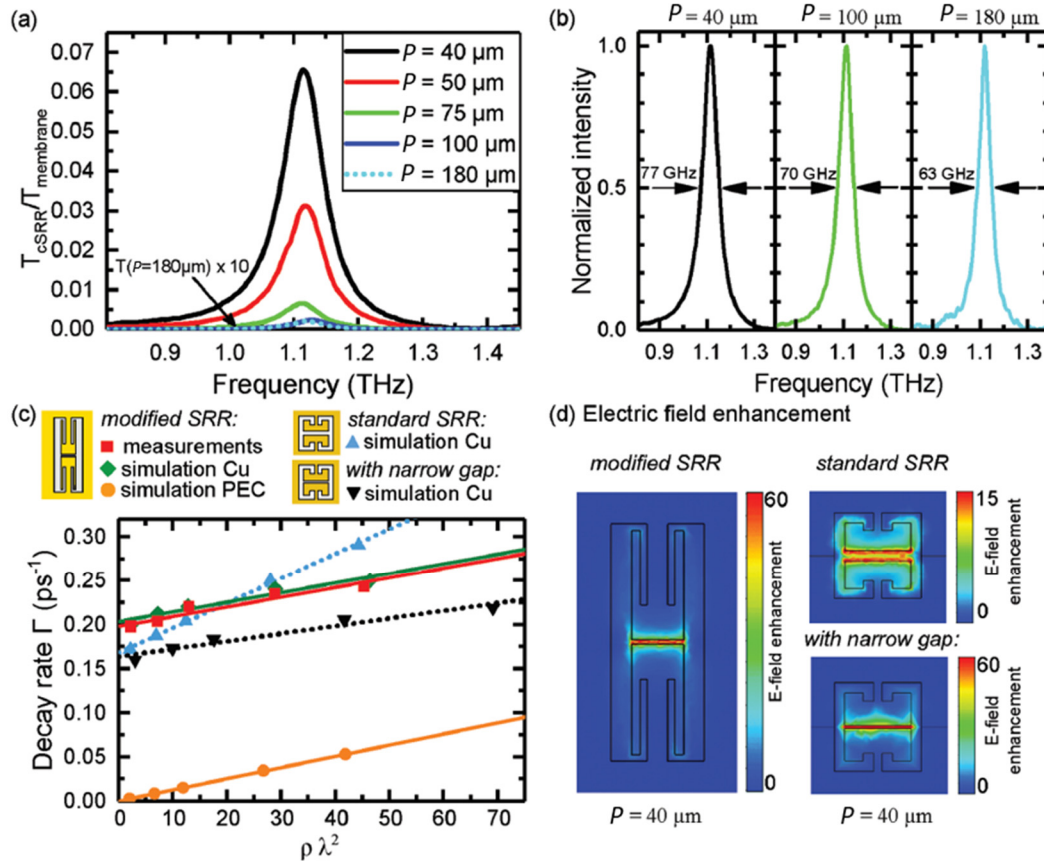 (a)
0.07
0.06
0.05
0.04
0.03
0.02
0.01
0.00
T_cSRR/T_membrane
P = 40 μm
P = 50 μm
P = 75 μm
P = 100 μm
P = 180 μm
T(P=180μm) x 10
0.9 1.0 1.1 1.2 1.3 1.4
Frequency (THz)
(b)
P = 40 μm P = 100 μm P = 180 μm
1.0
0.5
0.0
Normalized intensity
77 GHz 70 GHz 63 GHz
0.9 1.1 1.3 0.9 1.1 1.3 0.9 1.1 1.3
Frequency (THz)
(c)
modified SRR:
measurements
simulation Cu
simulation PEC
standard SRR:
simulation Cu
with narrow gap:
simulation Cu
0.30
0.25
0.20
0.15
0.10
0.05
0.00
Decay rate Γ (ps⁻¹)
0 10 20 30 40 50 60 70
ρ λ²
(d) Electric field enhancement
modified SRR
60
E-field enhancement
0
P = 40 μm
standard SRR
15
E-field
enhancement
0
with narrow gap:
60
E-field
enhancement
0
P = 40 μm